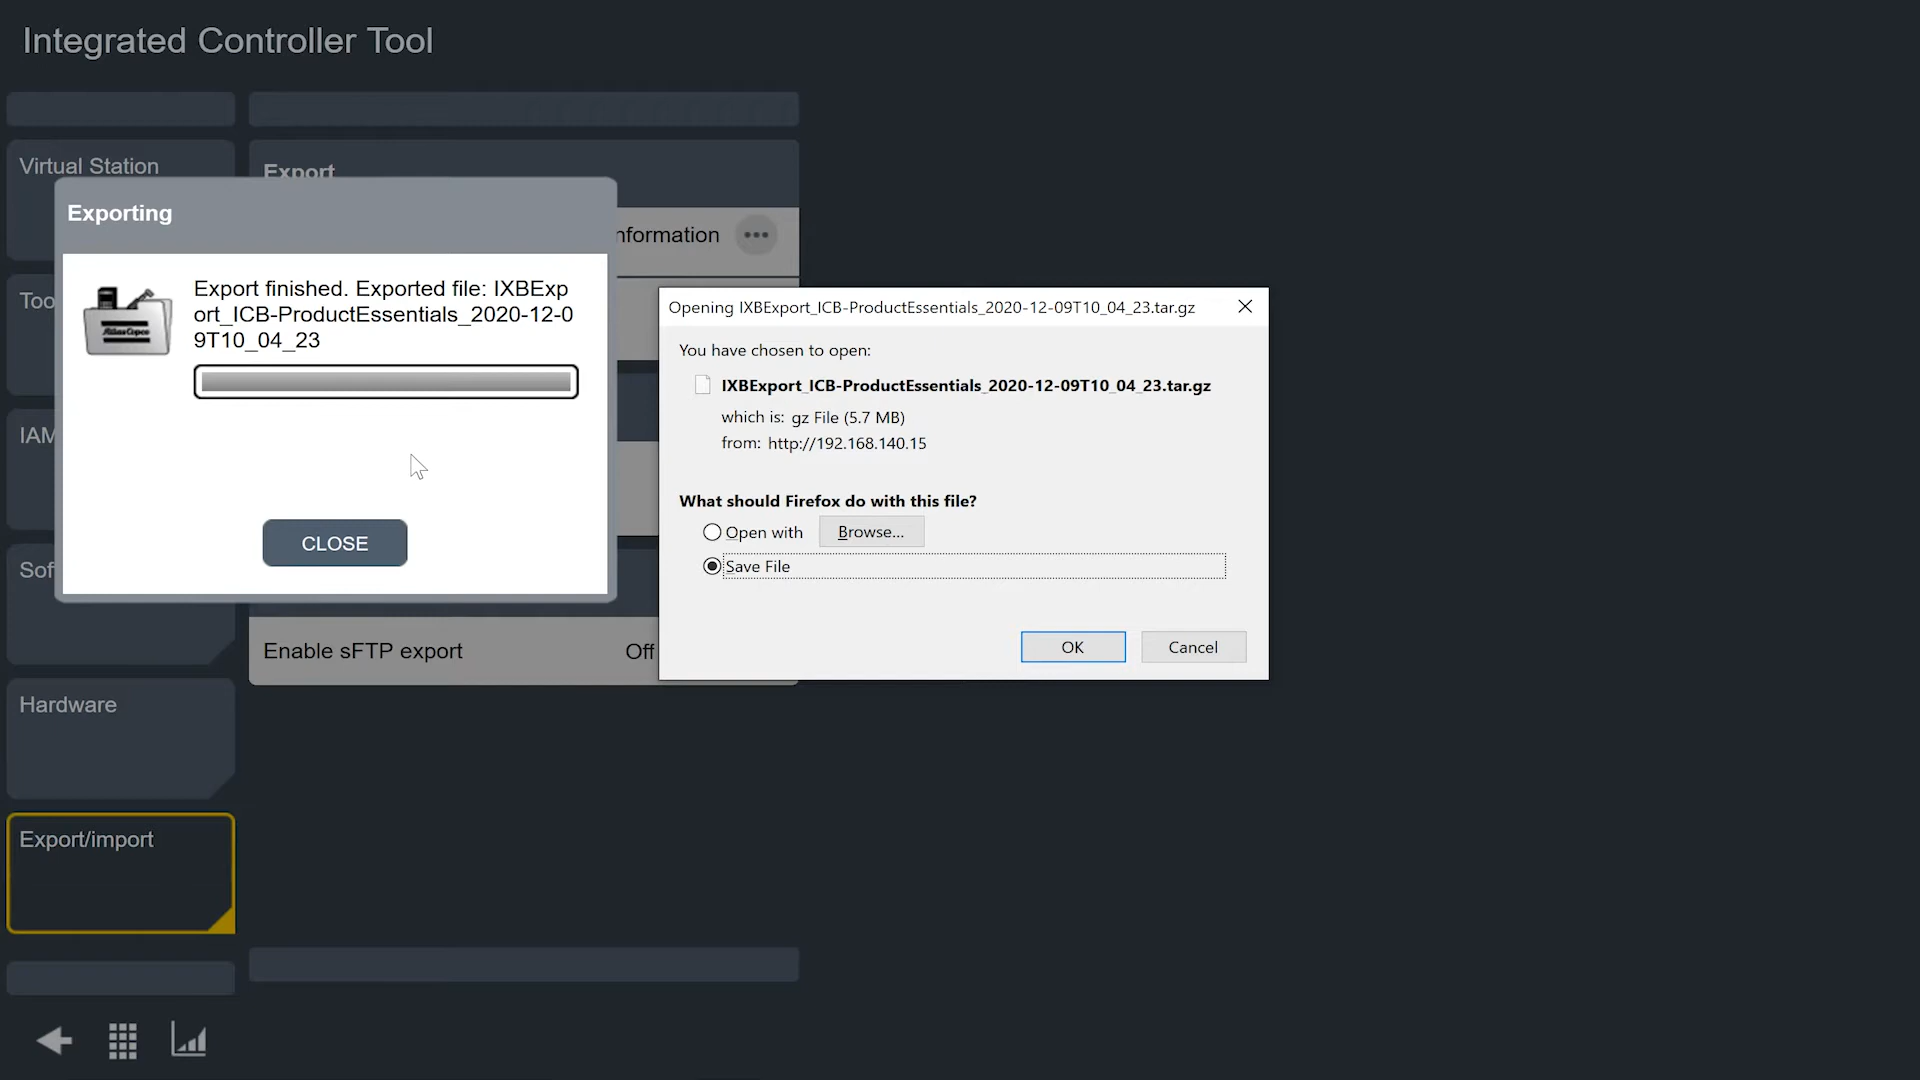 Integrated Controller Tool
Virtual Station
Export
Exporting
nformation
Export finished. Exported file: IXBExp
ort_ICB-ProductEssentials_2020-12-0
9T10_04_23
Atlas Copco
CLOSE
Too
IAM
Sof
Enable sFTP export
Off
Hardware
Export/import
Opening IXBExport_ICB-ProductEssentials_2020-12-09T10_04_23.tar.gz
You have chosen to open:
IXBExport_ICB-ProductEssentials_2020-12-09T10_04_23.tar.gz
which is: gz File (5.7 MB)
from: http://192.168.140.15
What should Firefox do with this file?
Open with
Browse...
Save File
OK
Cancel